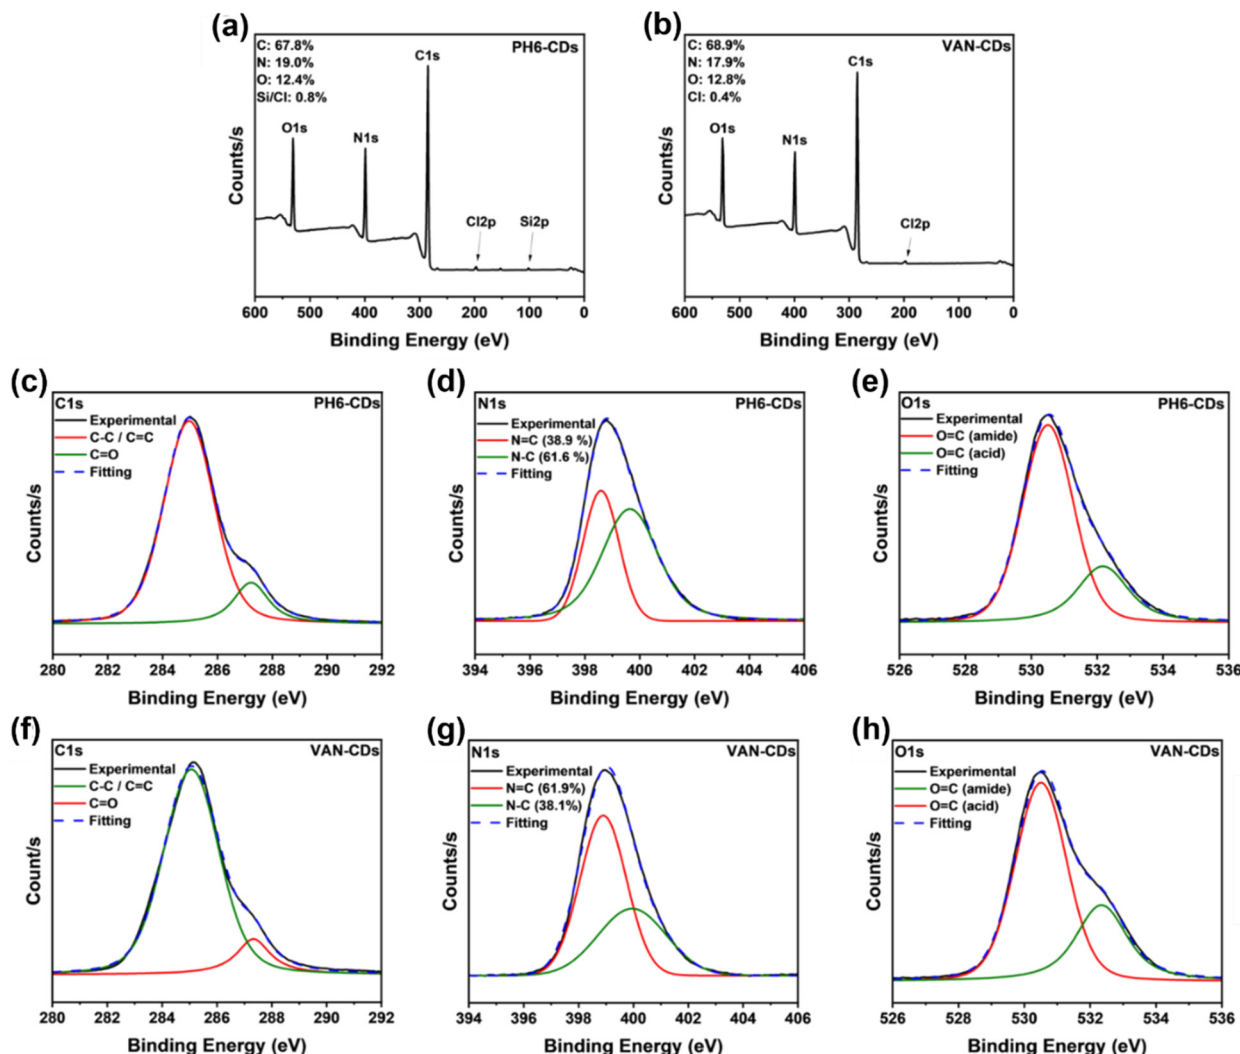 (a)
PH6-CDs
C: 67.8%
N: 19.0%
O: 12.4%
Si/Cl: 0.8%
C1s
O1s
N1s
Cl2p
Si2p
Counts/s
600 500 400 300 200 100 0
Binding Energy (eV)
(b)
VAN-CDs
C: 68.9%
N: 17.9%
O: 12.8%
Cl: 0.4%
C1s
O1s
N1s
Cl2p
Counts/s
600 500 400 300 200 100 0
Binding Energy (eV)
(c)
C1s
PH6-CDs
Experimental
C-C / C=C
C=O
Fitting
Counts/s
280 282 284 286 288 290 292
Binding Energy (eV)
(d)
N1s
PH6-CDs
Experimental
N=C (38.9 %)
N-C (61.6 %)
Fitting
Counts/s
394 396 398 400 402 404 406
Binding Energy (eV)
(e)
O1s
PH6-CDs
Experimental
O=C (amide)
O=C (acid)
Fitting
Counts/s
526 528 530 532 534 536
Binding Energy (eV)
(f)
C1s
VAN-CDs
Experimental
C-C / C=C
C=O
Fitting
Count/s
280 282 284 286 288 290 292
Binding Energy (eV)
(g)
N1s
VAN-CDs
Experimental
N=C (61.9%)
N-C (38.1%)
Fitting
Counts/s
394 396 398 400 402 404 406
Binding Energy (eV)
(h)
O1s
VAN-CDs
Experimental
O=C (amide)
O=C (acid)
Fitting
Counts/s
526 528 530 532 534 536
Binding Energy (eV)